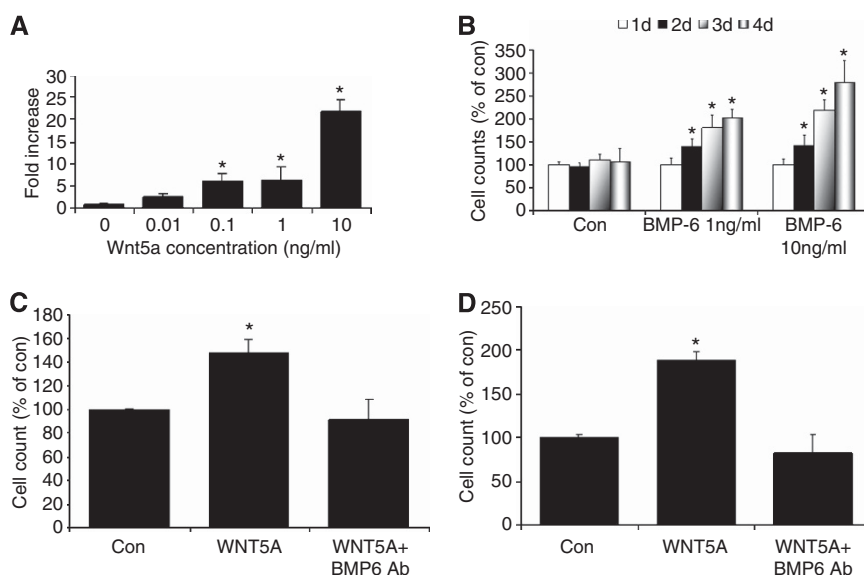 A
Fold increase
30
25
20
15
10
5
0
*
*
*
0 0.01 0.1 1 10
Wnt5a concentration (ng/ml)
B
1d 2d 3d 4d
Cell counts (% of con)
350
300
250
200
150
100
50
0
* * *
* * *
Con BMP-6 1ng/ml BMP-6
10ng/ml
C
Cell count (% of con)
180
160
140
120
100
80
60
40
20
0
*
Con WNT5A WNT5A+
BMP6 Ab
D
Cell count (% of con)
250
200
150
100
50
0
*
Con WNT5A WNT5A+
BMP6 Ab